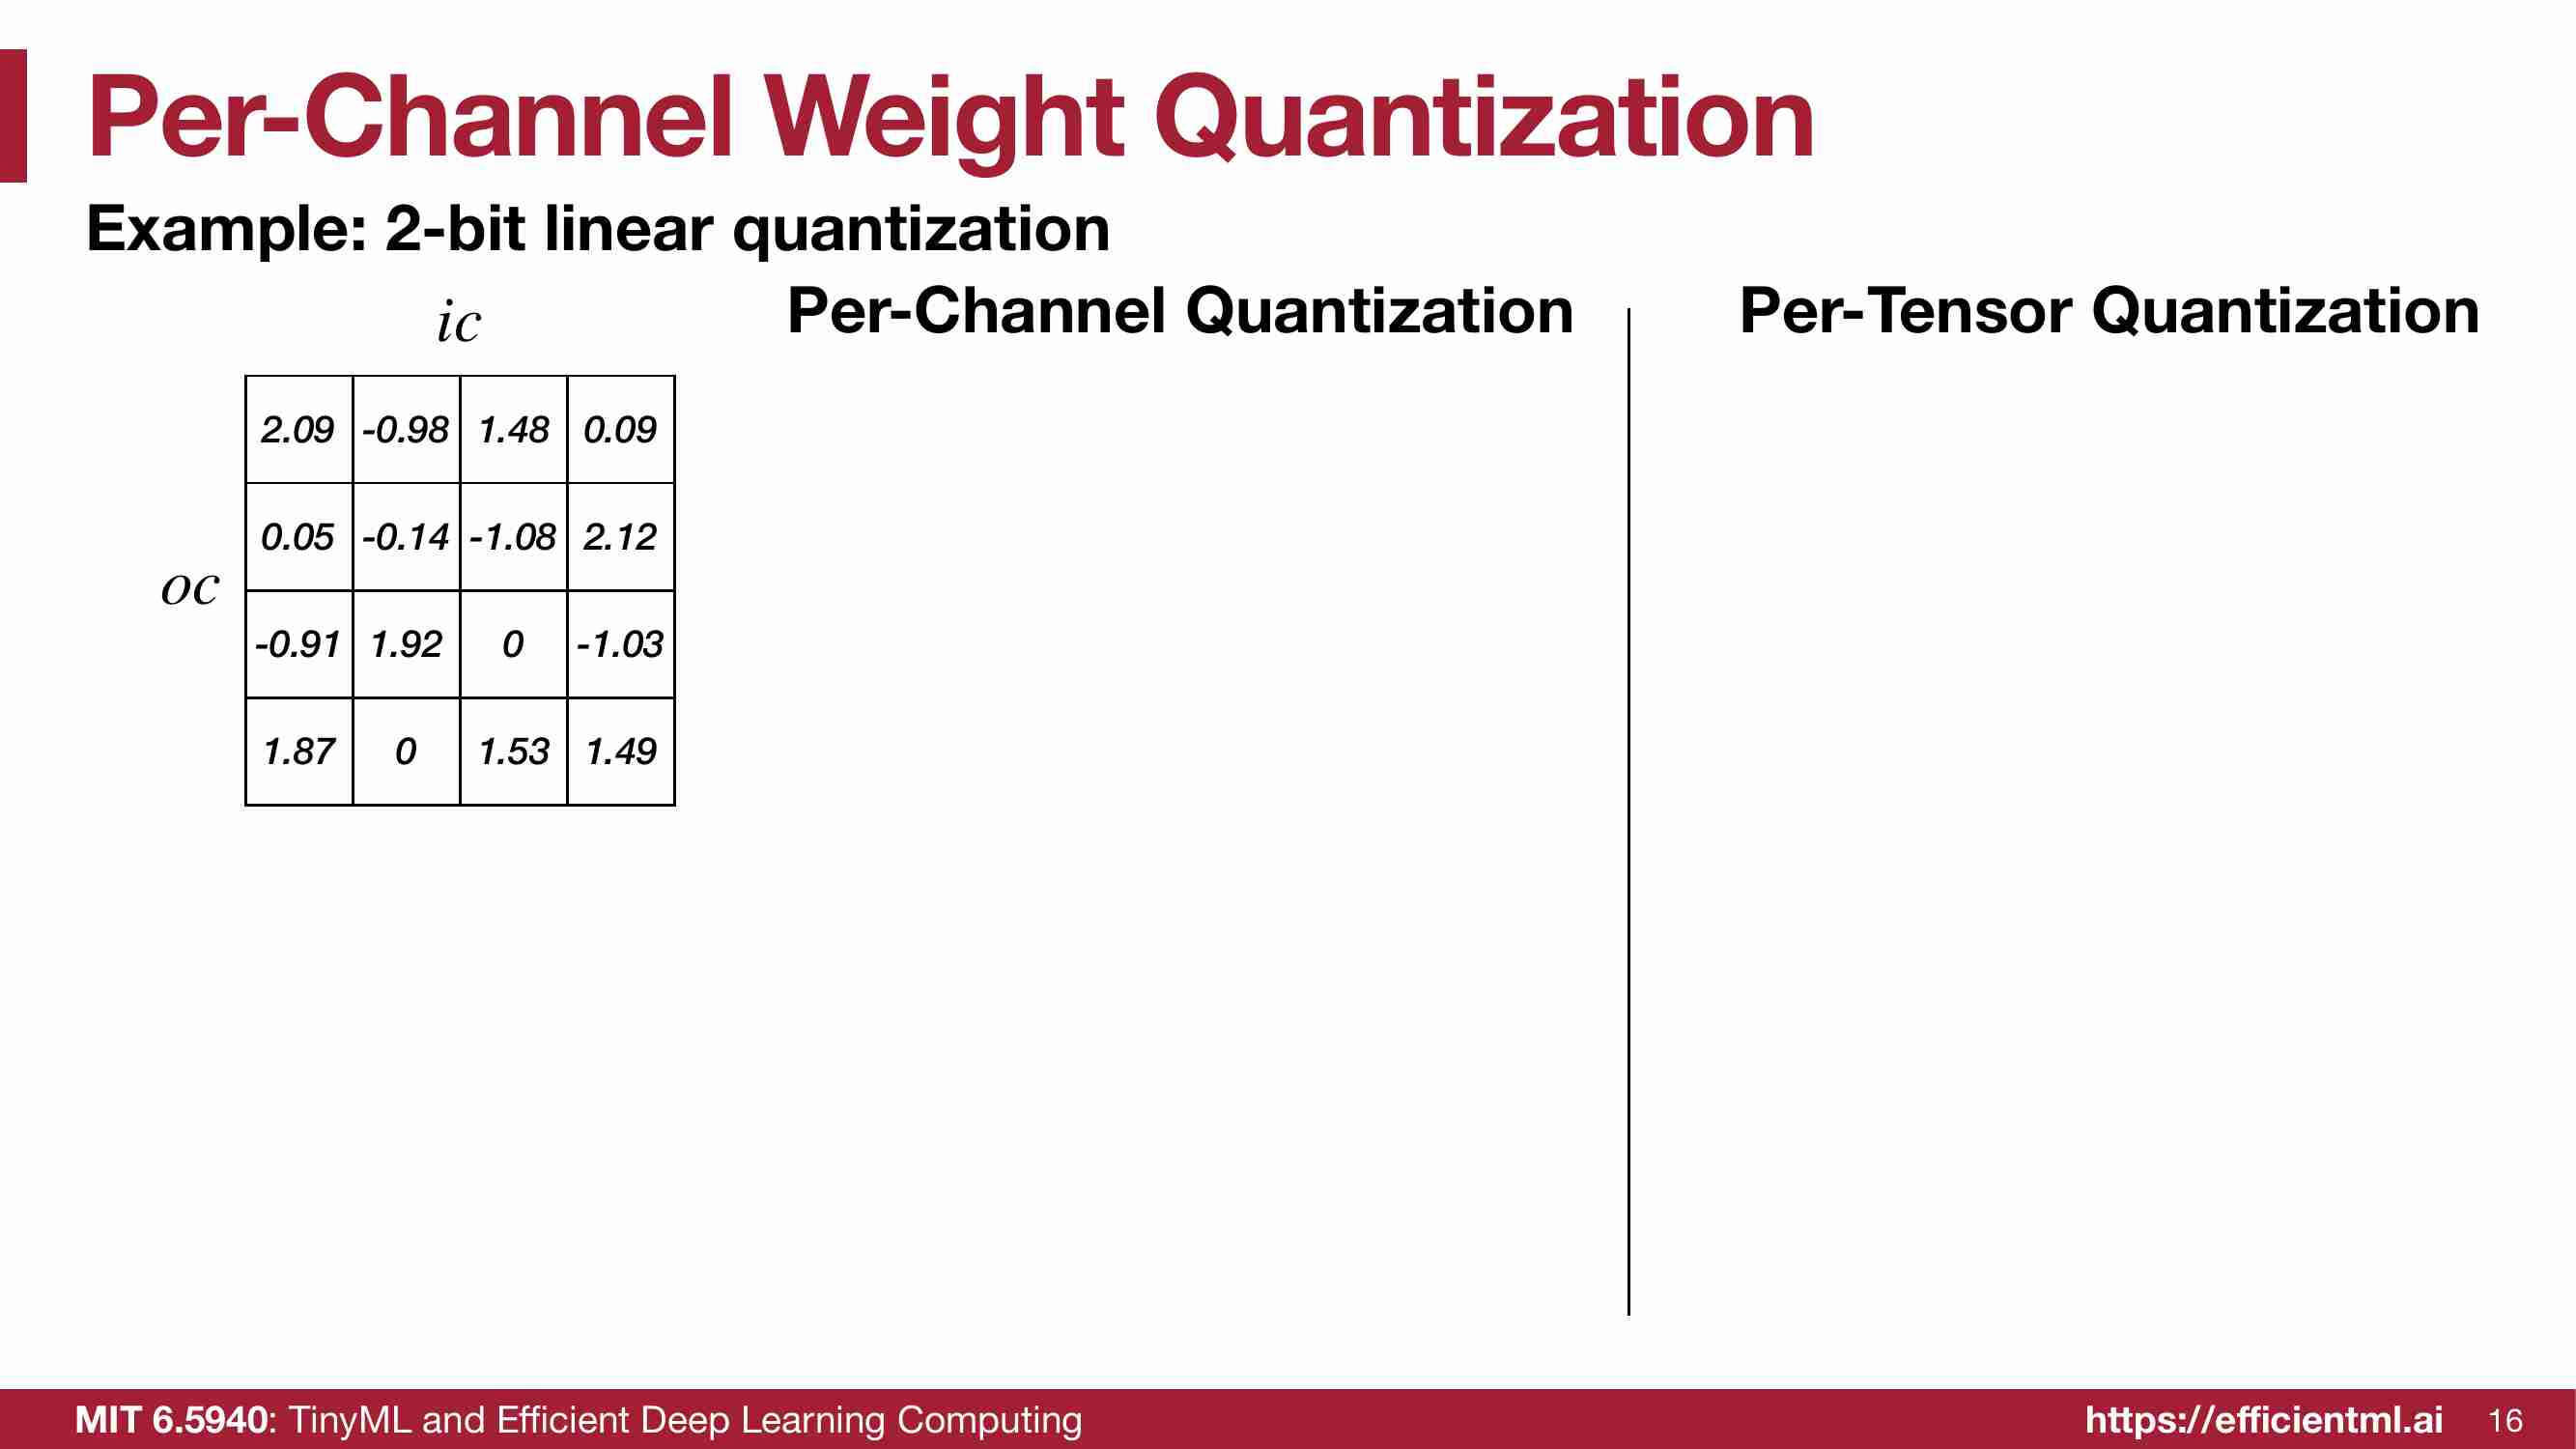 Per-Channel Weight Quantization
Example: 2-bit linear quantization
ic
Per-Channel Quantization
Per-Tensor Quantization
oc
2.09 -0.98 1.48 0.09
0.05 -0.14 -1.08 2.12
-0.91 1.92 0 -1.03
1.87 0 1.53 1.49
MIT 6.5940: TinyML and Efficient Deep Learning Computing
https://efficientml.ai
16